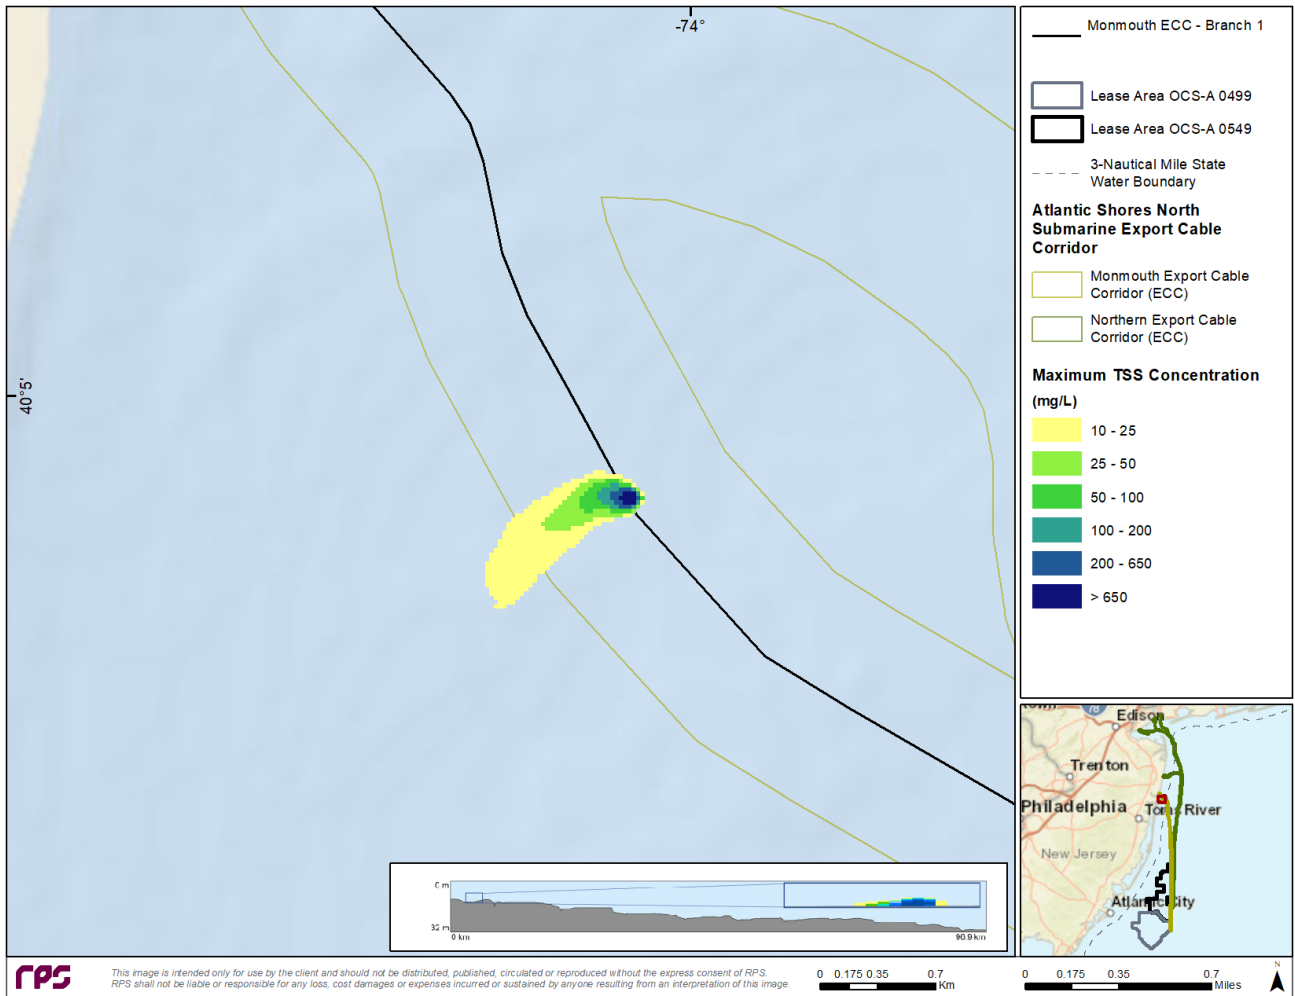 -74°
40°5'
0 m
32 m
0 km
90.9 km
Monmouth ECC - Branch 1
Lease Area OCS-A 0499
Lease Area OCS-A 0549
3-Nautical Mile State
Water Boundary
Atlantic Shores North
Submarine Export Cable
Corridor
Monmouth Export Cable
Corridor (ECC)
Northern Export Cable
Corridor (ECC)
Maximum TSS Concentration
(mg/L)
10 - 25
25 - 50
50 - 100
100 - 200
200 - 650
> 650
78
Edison
Trenton
Philadelphia
Toms River
New Jersey
Atlantic City
rps
This image is intended only for use by the client and should not be distributed, published, circulated or reproduced without the express consent of RPS.
RPS shall not be liable or responsible for any loss, cost damages or expenses incurred or sustained by anyone resulting from an interpretation of this image.
0 0.175 0.35 0.7
Km
0 0.175 0.35 0.7
Miles
N